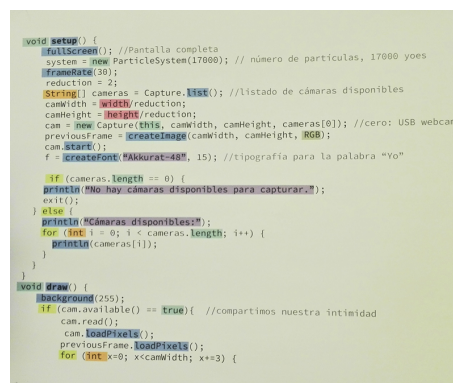 void setup() {
fullScreen(); //Pantalla completa
system = new ParticleSystem(17000); // número de partículas, 17000 yoes
frameRate(30);
reduction = 2;
String[] cameras = Capture.list(); //listado de cámaras disponibles
camWidth = width/reduction;
camHeight = height/reduction;
cam = new Capture(this, camWidth, camHeight, cameras[0]); //cero: USB webcam
previousFrame = createImage(camWidth, camHeight, RGB);
cam.start();
f = createFont("Akkurat-48", 15); //tipografía para la palabra "Yo"
if (cameras.length == 0) {
println("No hay cámaras disponibles para capturar.");
exit();
} else {
println("Cámaras disponibles:");
for (int i = 0; i < cameras.length; i++) {
println(cameras[i]);
}
}
}
void draw() {
background(255);
if (cam.available() == true){ //compartimos nuestra intimidad
cam.read();
cam.loadPixels();
previousFrame.loadPixels();
for (int x=0; x<camWidth; x+=3) {